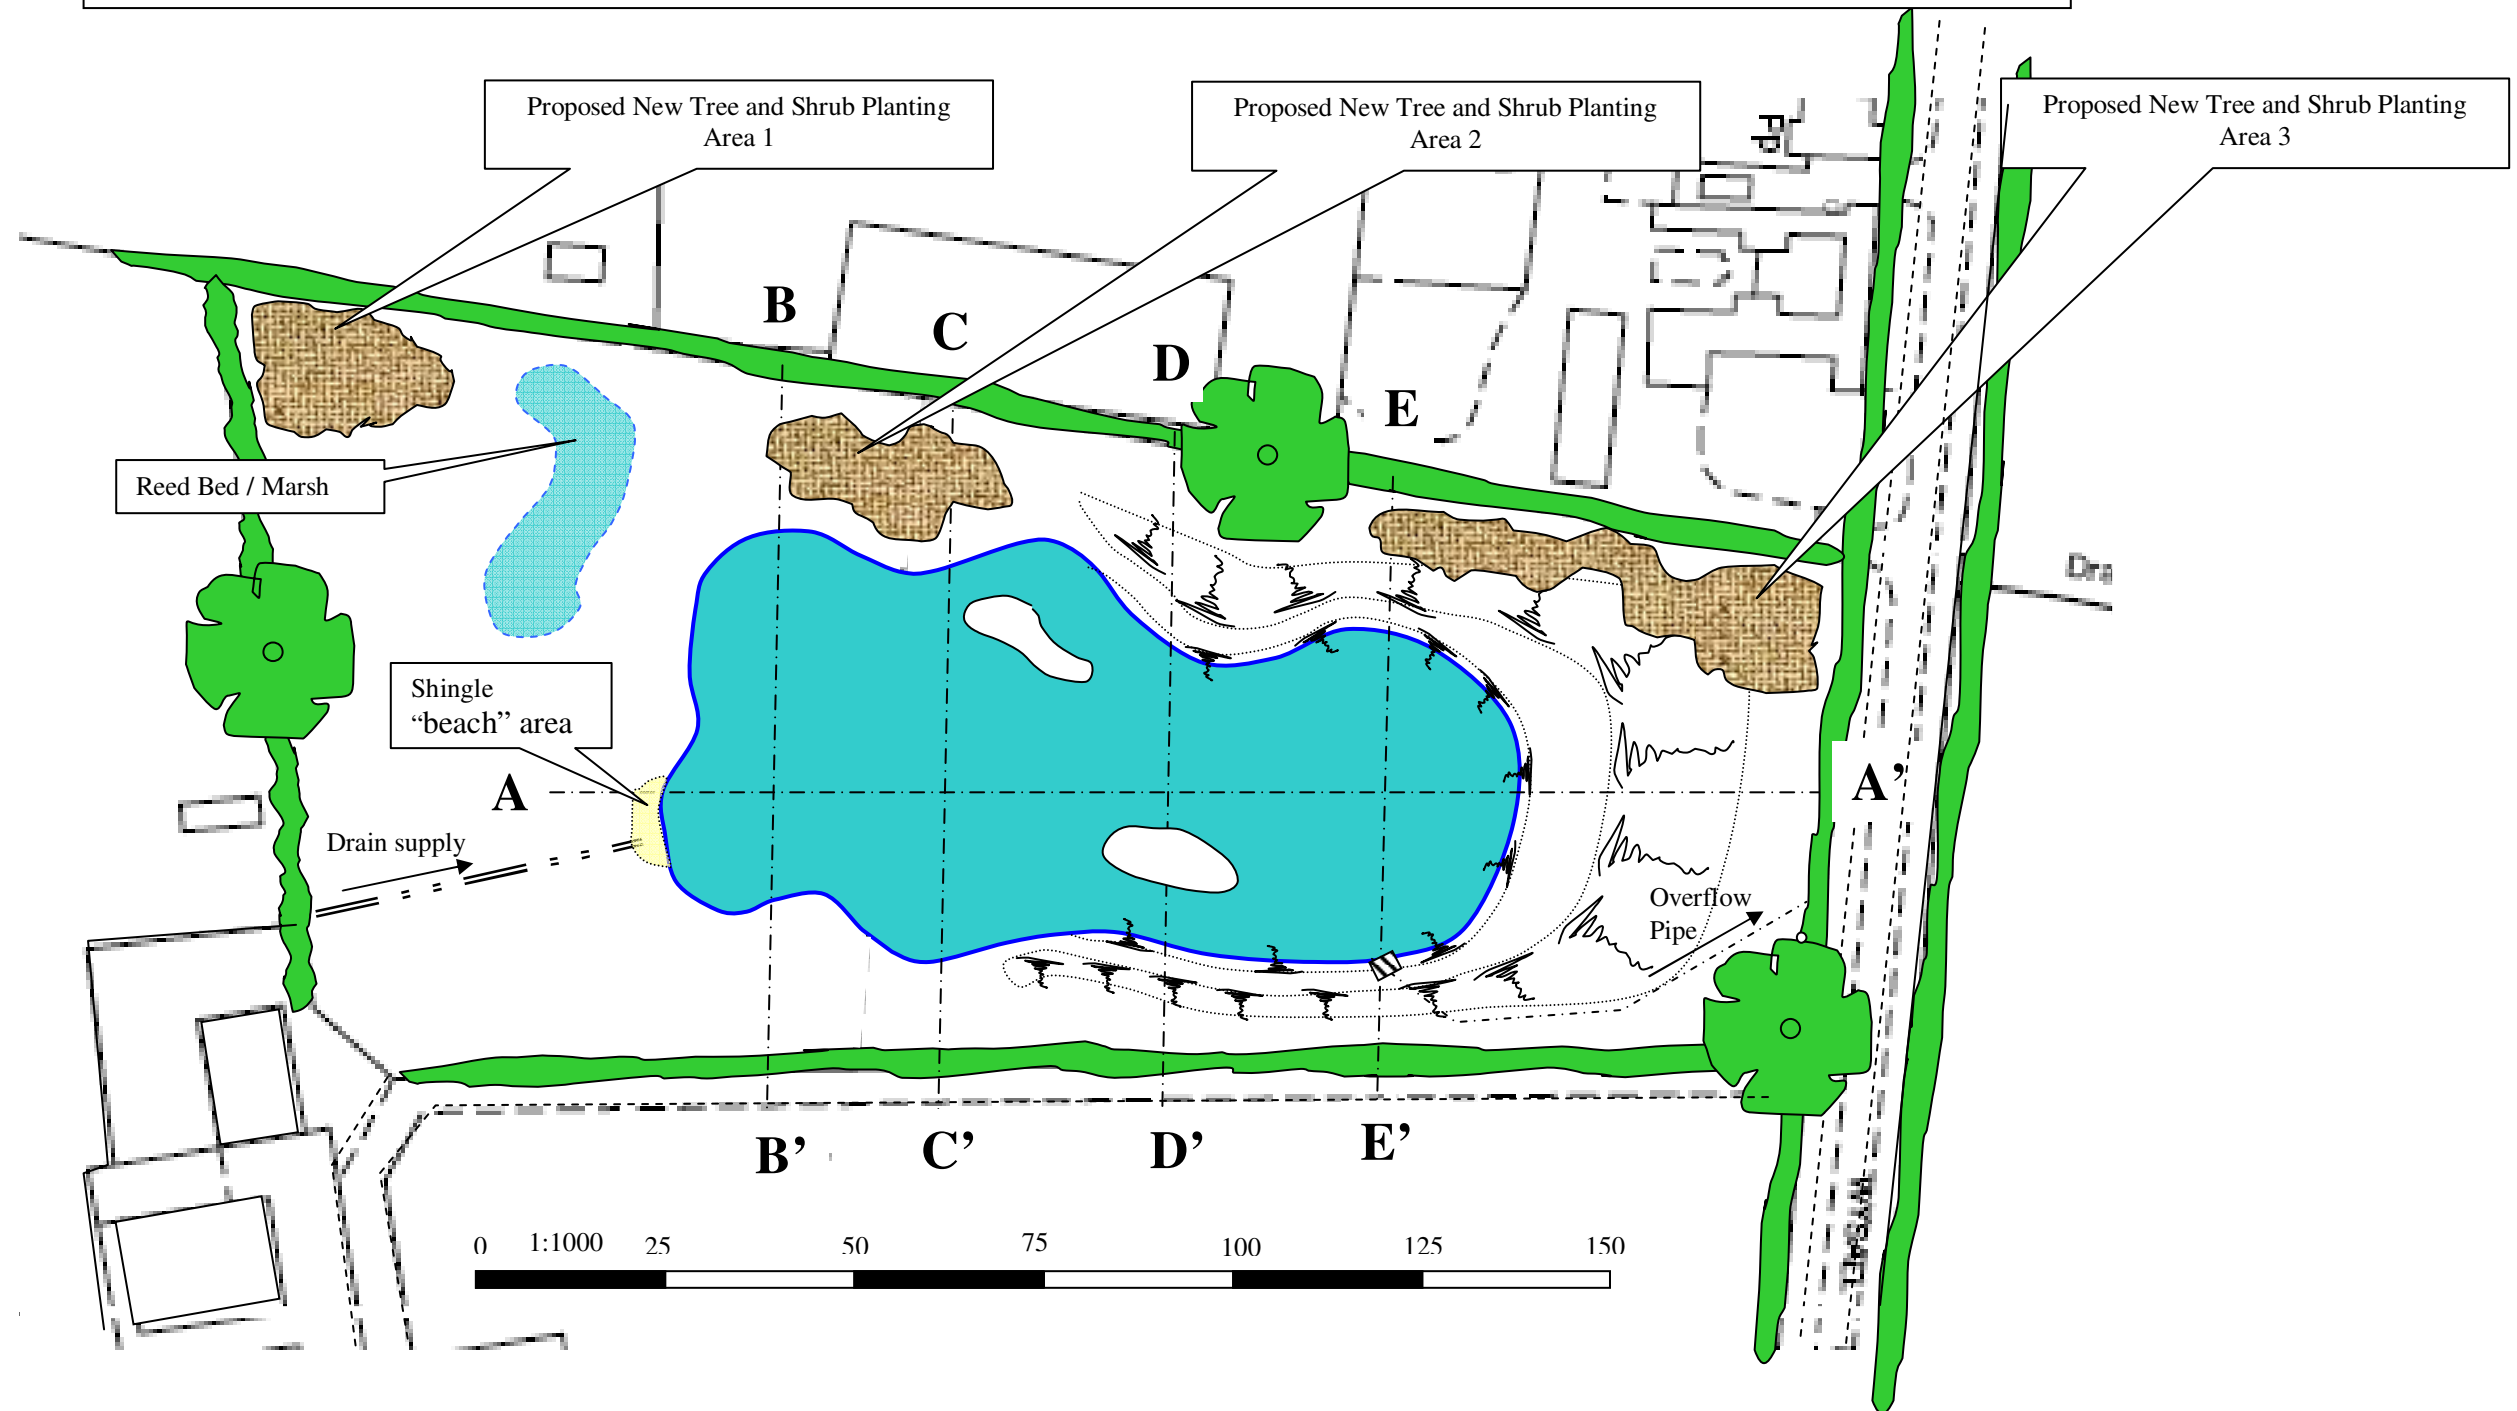 Proposed New Tree and Shrub Planting
Area 1
Proposed New Tree and Shrub Planting
Area 2
Proposed New Tree and Shrub Planting
Area 3
B
C
D
E
Reed Bed / Marsh
Shingle
“beach” area
A
A’
Drain supply
Overflow
Pipe
B’
C’
D’
E’
0
1:1000
25
50
75
100
125
150